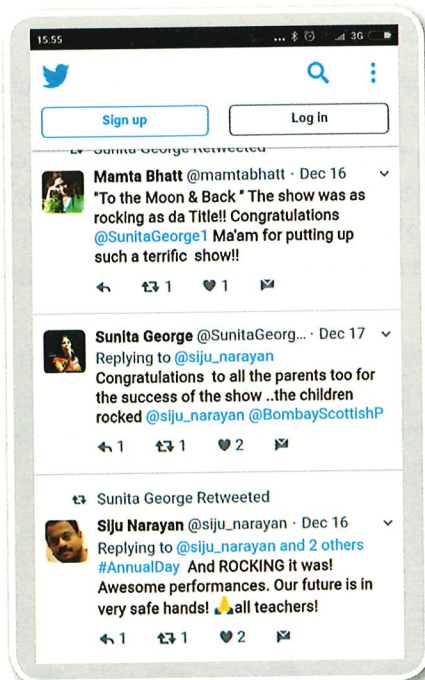 15.55 ... 3G
Sign up Log in
Sunita George Retweeted
Mamta Bhatt @mamtabhatt · Dec 16
"To the Moon & Back " The show was as
rocking as da Title!! Congratulations
@SunitaGeorge1 Ma'am for putting up
such a terrific show!!
1 1
Sunita George @SunitaGeorg... · Dec 17
Replying to @siju_narayan
Congratulations to all the parents too for
the success of the show ..the children
rocked @siju_narayan @BombayScottishP
1 1 2
Sunita George Retweeted
Siju Narayan @siju_narayan · Dec 16
Replying to @siju_narayan and 2 others
#AnnualDay And ROCKING it was!
Awesome performances. Our future is in
very safe hands! 🙏all teachers!
1 1 2